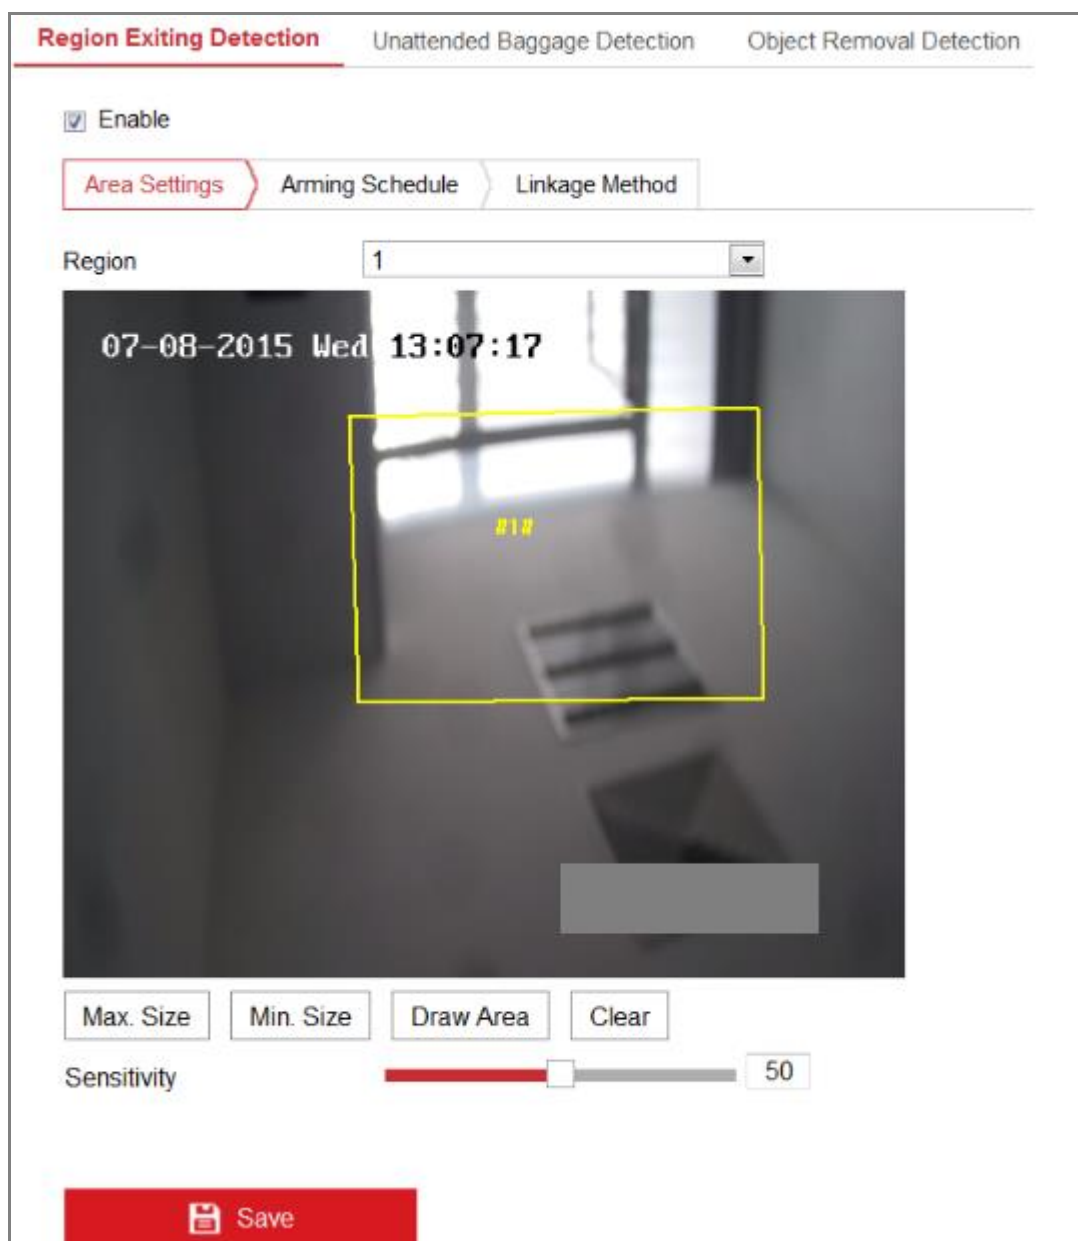 Region Exiting Detection Unattended Baggage Detection Object Removal Detection
Enable
Area Settings Arming Schedule Linkage Method
Region 1
07-08-2015 Wed 13:07:17
#1#
Max. Size Min. Size Draw Area Clear
Sensitivity 50
Save